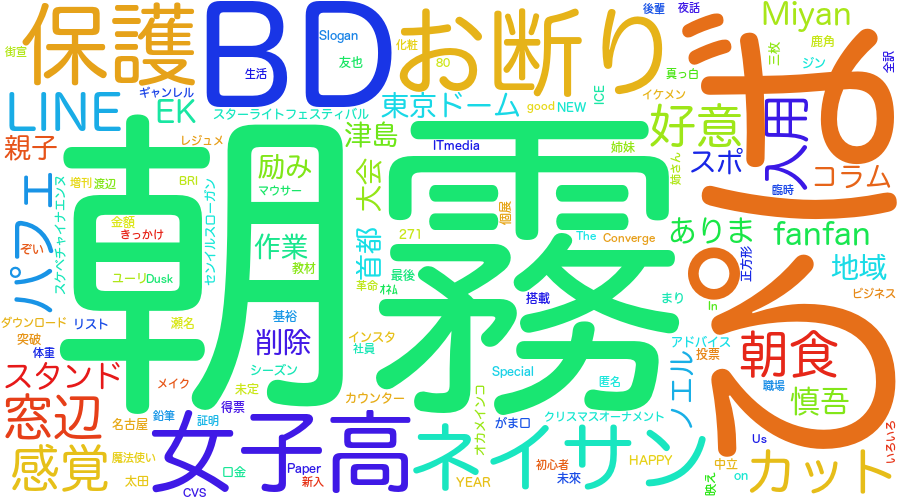 保護
BD
お断り
ぱる
Miyan
後輩
夜話
鹿角
三枚
全訳
街宣
Slogan
友也
化粧
80
生活
真っ白
ジン
ギャンレル
LINE
EK
スターライトフェスティバル
東京ドーム
good
NEW
ICE
イケメン
好意
入用
親子
レジュメ
津島
ITmedia
姉妹
スポ
コラム
励み
大会
姉さん
臨時
増刊
渡辺
BRI
マウサー
朝霧
パフェ
スケベチャイナエンヌ
センイルスローガン
金額
きっかけ
ぞい
作業
首都
271
個展
The
Converge
ありま
fanfan
ユーリ
Dusk
教材
最後
革命
ｵﾈﾑ
正方形
地域
搭載
まり
in
ビジネス
ダウンロード
リスト
瀬名
基裕
突破
体重
削除
インスタ
社員
アドバイス
投票
朝食
ノエル
スタンド
メイク
シーズン
未定
Special
匿名
職場
慎吾
カウンター
オカメインコ
窓辺
名古屋
鉛筆
証明
得票
女子高
がま口
クリスマスオーナメント
ネイサン
Us
いろいろ
感覚
魔法使い
太田
口金
Paper
新入
CVS
初心者
未來
YEAR
HAPPY
映え
中立
on
カット